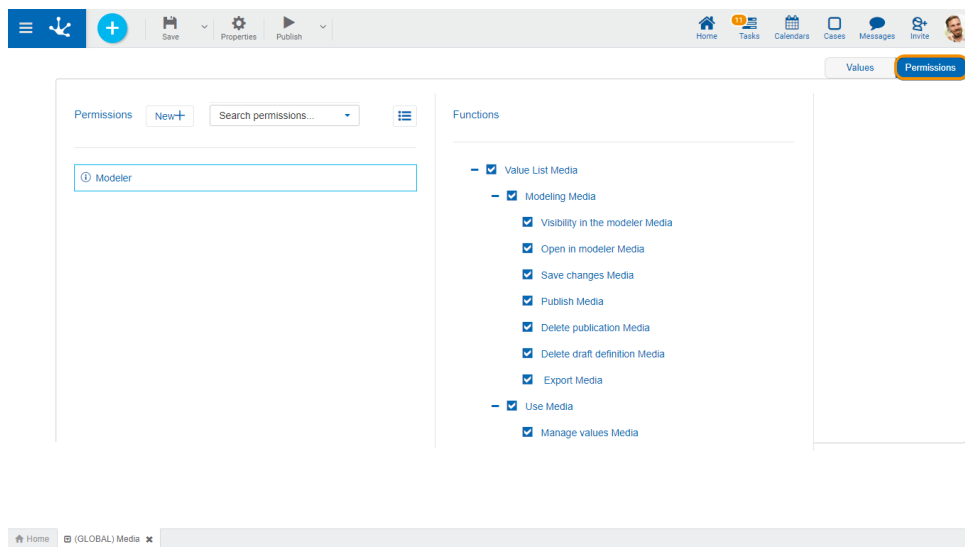 Save
Properties
Publish
Home
11
Tasks
Calendars
Cases
Messages
Invite
Values
Permissions
Permissions
New
Search permissions...
Functions
Modeler
Value List Media
Modeling Media
Visibility in the modeler Media
Open in modeler Media
Save changes Media
Publish Media
Delete publication Media
Delete draft definition Media
Export Media
Use Media
Manage values Media
Home
(GLOBAL) Media